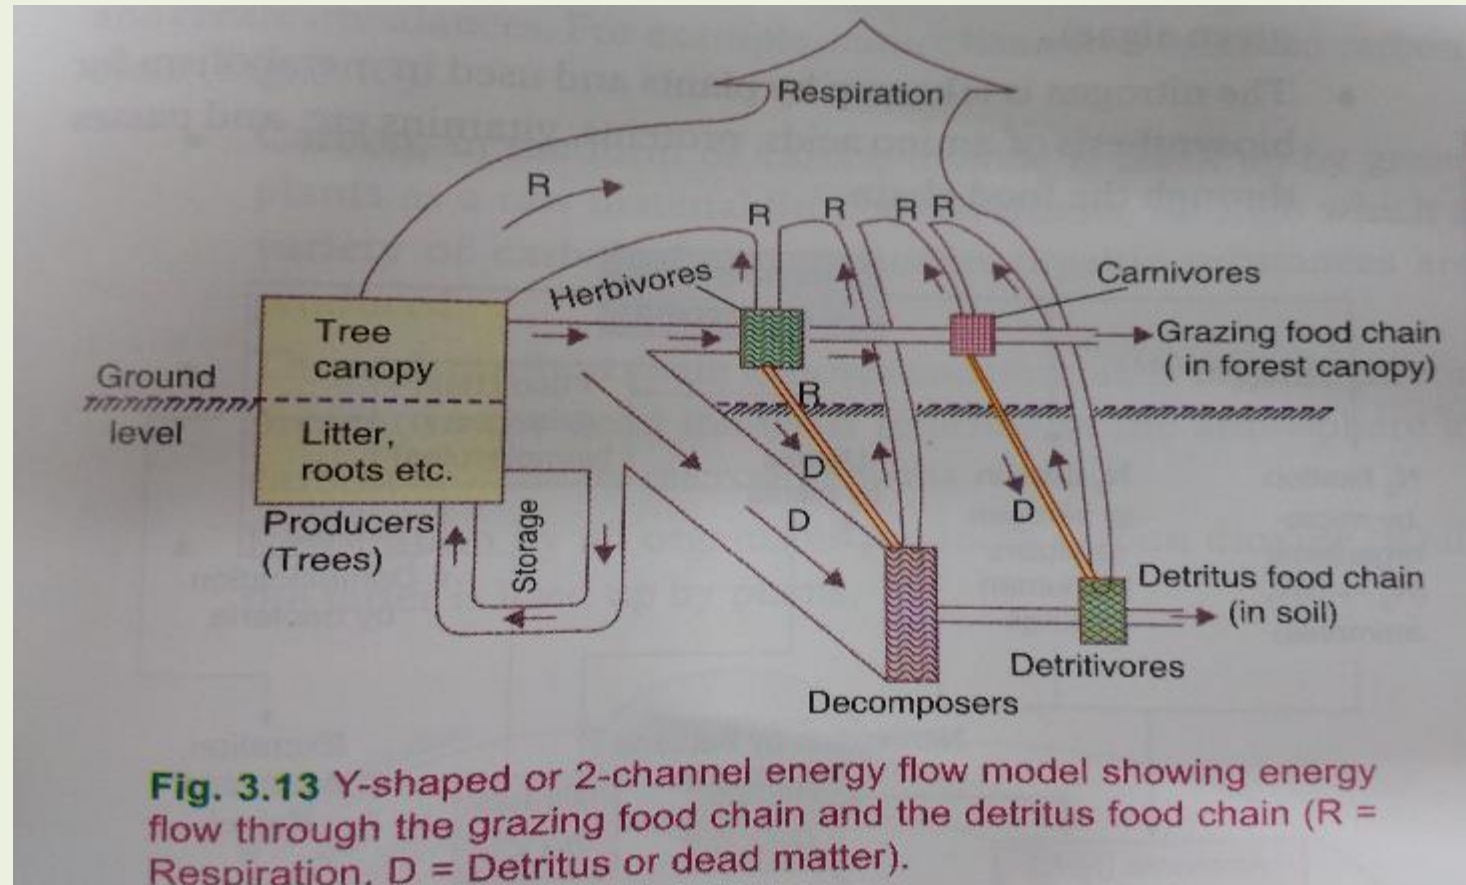 Respiration
R
R
R
R R
Herbivores
Carnivores
Tree
canopy
Grazing food chain
( in forest canopy)
Ground
level
R
Litter,
roots etc.
D
D
D
Producers
(Trees)
Storage
Detritus food chain
(in soil)
Detritivores
Decomposers
Fig. 3.13 Y-shaped or 2-channel energy flow model showing energy
flow through the grazing food chain and the detritus food chain (R =
Respiration, D = Detritus or dead matter).